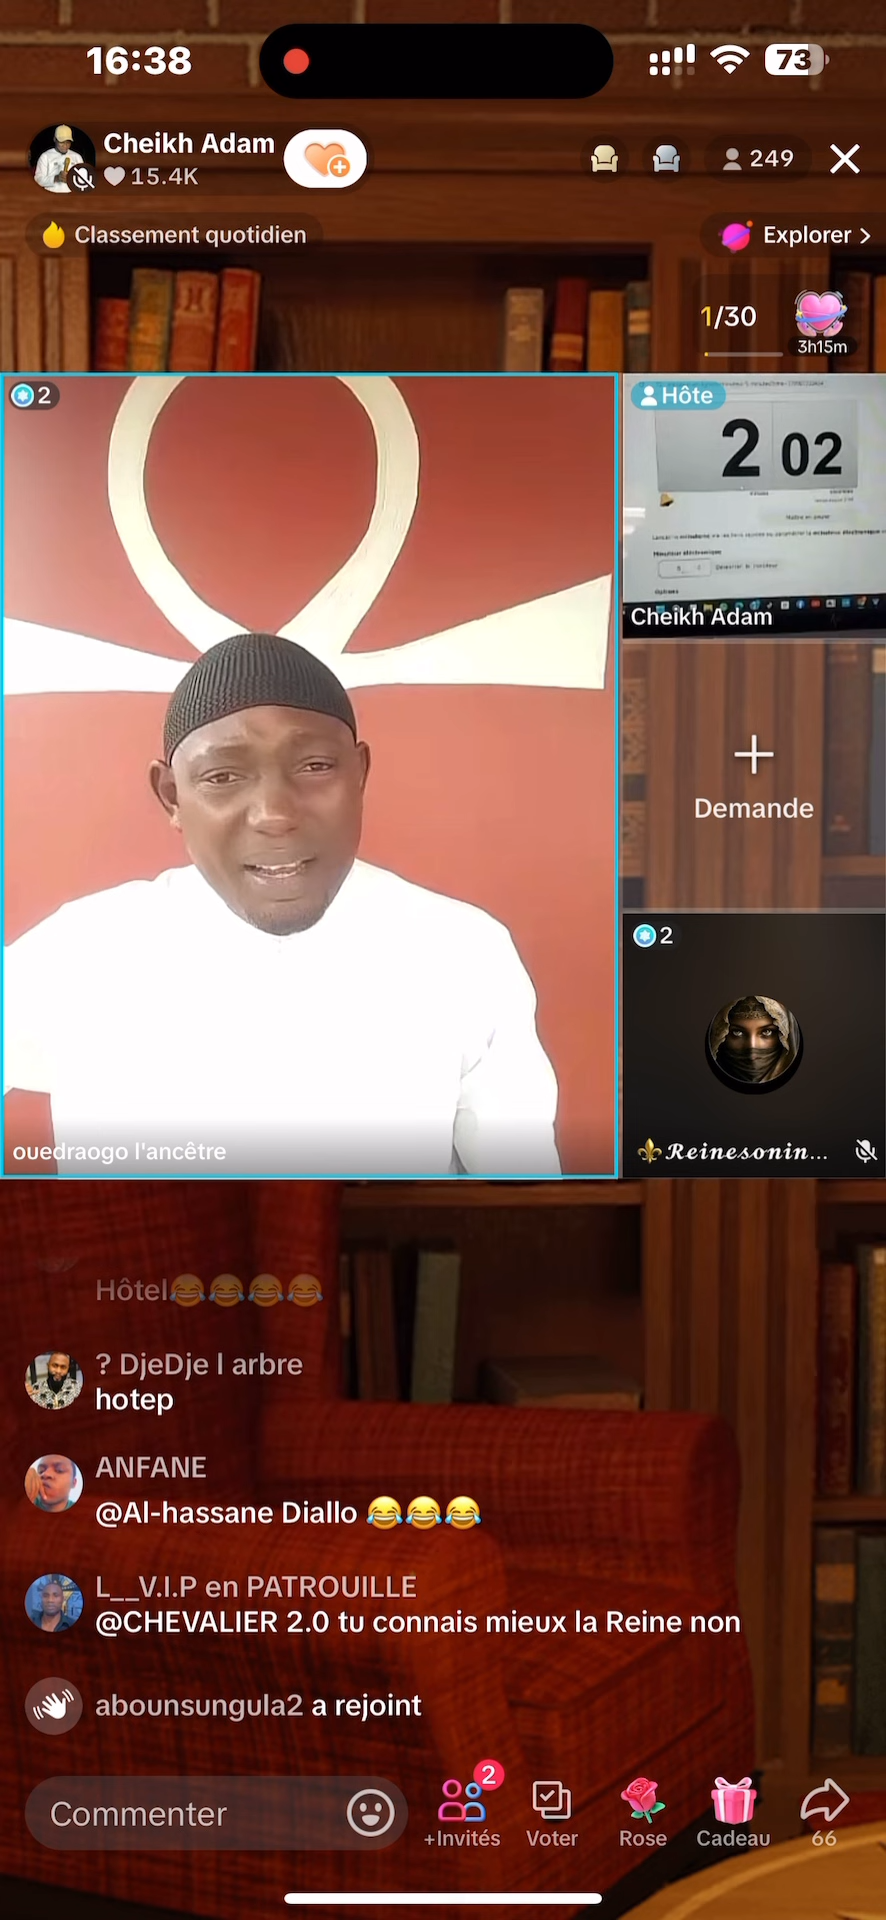 16:38
73
Cheikh Adam
15.4K
249
Classement quotidien
Explorer
1/30
3h15m
2
Hôte
2 02
Cheikh Adam
Demande
2
ouedraogo l'ancêtre
Reinesonin...
Hôtel😂😂😂😂
? DjeDje l arbre
hotep
ANFANE
@Al-hassane Diallo 😂😂😂
L__V.I.P en PATROUILLE
@CHEVALIER 2.0 tu connais mieux la Reine non
abounsungula2 a rejoint
Commenter
2
+Invités
Voter
Rose
Cadeau
66